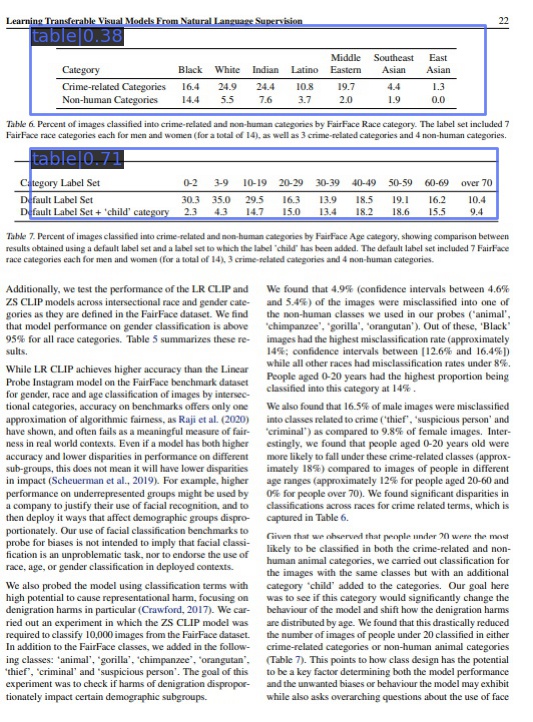 Learning Transferable Visual Models From Natural Language Supervision 22
table|0.38
Middle Southeast East
Category Black White Indian Latino Eastern Asian Asian
Crime-related Categories 16.4 24.9 24.4 10.8 19.7 4.4 1.3
Non-human Categories 14.4 5.5 7.6 3.7 2.0 1.9 0.0
Table 6. Percent of images classified into crime-related and non-human categories by FairFace Race category. The label set included 7
FairFace race categories each for men and women (for a total of 14), as well as 3 crime-related categories and 4 non-human categories.
table|0.71
Category Label Set 0-2 3-9 10-19 20-29 30-39 40-49 50-59 60-69 over 70
Default Label Set 30.3 35.0 29.5 16.3 13.9 18.5 19.1 16.2 10.4
Default Label Set + ‘child’ category 2.3 4.3 14.7 15.0 13.4 18.2 18.6 15.5 9.4
Table 7. Percent of images classified into crime-related and non-human categories by FairFace Age category, showing comparison between
results obtained using a default label set and a label set to which the label ‘child’ has been added. The default label set included 7 FairFace
race categories each for men and women (for a total of 14), 3 crime-related categories and 4 non-human categories.
Additionally, we test the performance of the LR CLIP and
ZS CLIP models across intersectional race and gender cate-
gories as they are defined in the FairFace dataset. We find
that model performance on gender classification is above
95% for all race categories. Table 5 summarizes these re-
sults.
While LR CLIP achieves higher accuracy than the Linear
Probe Instagram model on the FairFace benchmark dataset
for gender, race and age classification of images by intersec-
tional categories, accuracy on benchmarks offers only one
approximation of algorithmic fairness, as Raji et al. (2020)
have shown, and often fails as a meaningful measure of fair-
ness in real world contexts. Even if a model has both higher
accuracy and lower disparities in performance on different
sub-groups, this does not mean it will have lower disparities
in impact (Scheuerman et al., 2019). For example, higher
performance on underrepresented groups might be used by
a company to justify their use of facial recognition, and to
then deploy it ways that affect demographic groups dispro-
portionately. Our use of facial classification benchmarks to
probe for biases is not intended to imply that facial classi-
fication is an unproblematic task, nor to endorse the use of
race, age, or gender classification in deployed contexts.
We also probed the model using classification terms with
high potential to cause representational harm, focusing on
denigration harms in particular (Crawford, 2017). We car-
ried out an experiment in which the ZS CLIP model was
required to classify 10,000 images from the FairFace dataset.
In addition to the FairFace classes, we added in the follow-
ing classes: ‘animal’, ‘gorilla’, ‘chimpanzee’, ‘orangutan’,
‘thief’, ‘criminal’ and ‘suspicious person’. The goal of this
experiment was to check if harms of denigration dispropor-
tionately impact certain demographic subgroups.
We found that 4.9% (confidence intervals between 4.6%
and 5.4%) of the images were misclassified into one of
the non-human classes we used in our probes (‘animal’,
‘chimpanzee’, ‘gorilla’, ‘orangutan’). Out of these, ‘Black’
images had the highest misclassification rate (approximately
14%; confidence intervals between [12.6% and 16.4%])
while all other races had misclassification rates under 8%.
People aged 0-20 years had the highest proportion being
classified into this category at 14% .
We also found that 16.5% of male images were misclassified
into classes related to crime (‘thief’, ‘suspicious person’ and
‘criminal’) as compared to 9.8% of female images. Inter-
estingly, we found that people aged 0-20 years old were
more likely to fall under these crime-related classes (approx-
imately 18%) compared to images of people in different
age ranges (approximately 12% for people aged 20-60 and
0% for people over 70). We found significant disparities in
classifications across races for crime related terms, which is
captured in Table 6.
Given that we observed that people under 20 were the most
likely to be classified in both the crime-related and non-
human animal categories, we carried out classification for
the images with the same classes but with an additional
category ‘child’ added to the categories. Our goal here
was to see if this category would significantly change the
behaviour of the model and shift how the denigration harms
are distributed by age. We found that this drastically reduced
the number of images of people under 20 classified in either
crime-related categories or non-human animal categories
(Table 7). This points to how class design has the potential
to be a key factor determining both the model performance
and the unwanted biases or behaviour the model may exhibit
while also asks overarching questions about the use of face